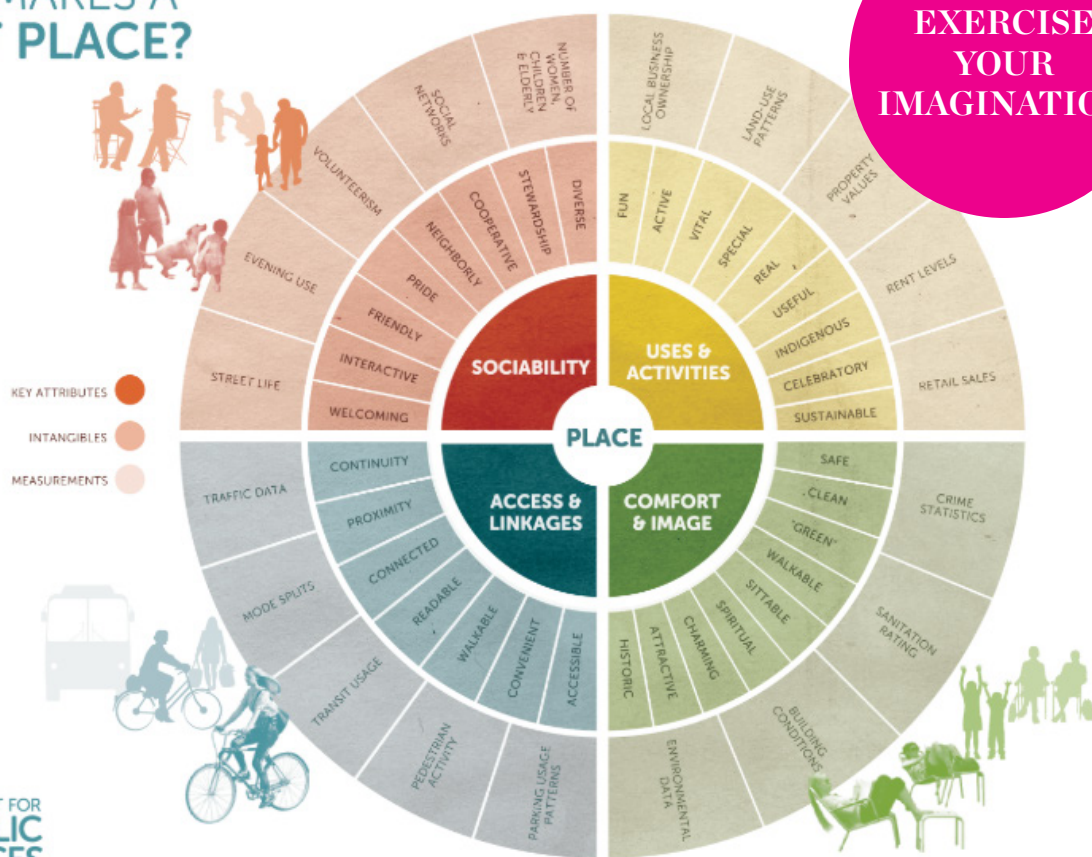 MAKES A
PLACE?
EXERCISE
YOUR
IMAGINATIO
KEY ATTRIBUTES
INTANGIBLES
MEASUREMENTS
PLACE
SOCIABILITY
USES &
ACTIVITIES
ACCESS &
LINKAGES
COMFORT
& IMAGE
WELCOMING
INTERACTIVE
FRIENDLY
PRIDE
NEIGHBORLY
COOPERATIVE
STEWARDSHIP
DIVERSE
FUN
ACTIVE
VITAL
SPECIAL
REAL
USEFUL
INDIGENOUS
CELEBRATORY
SUSTAINABLE
SAFE
CLEAN
"GREEN"
WALKABLE
SITTABLE
SPIRITUAL
CHARMING
ATTRACTIVE
HISTORIC
ACCESSIBLE
CONVENIENT
WALKABLE
READABLE
CONNECTED
PROXIMITY
CONTINUITY
STREET LIFE
EVENING USE
VOLUNTEERISM
SOCIAL
NETWORKS
NUMBER OF
WOMEN,
CHILDREN
& ELDERLY
LOCAL BUSINESS
OWNERSHIP
LAND-USE
PATTERNS
PROPERTY
VALUES
RENT LEVELS
RETAIL SALES
CRIME
STATISTICS
SANITATION
RATING
BUILDING
CONDITIONS
ENVIRONMENTAL
DATA
PARKING USAGE
PATTERNS
PEDESTRIAN
ACTIVITY
TRANSIT USAGE
MODE SPLITS
TRAFFIC DATA
T FOR
LIC